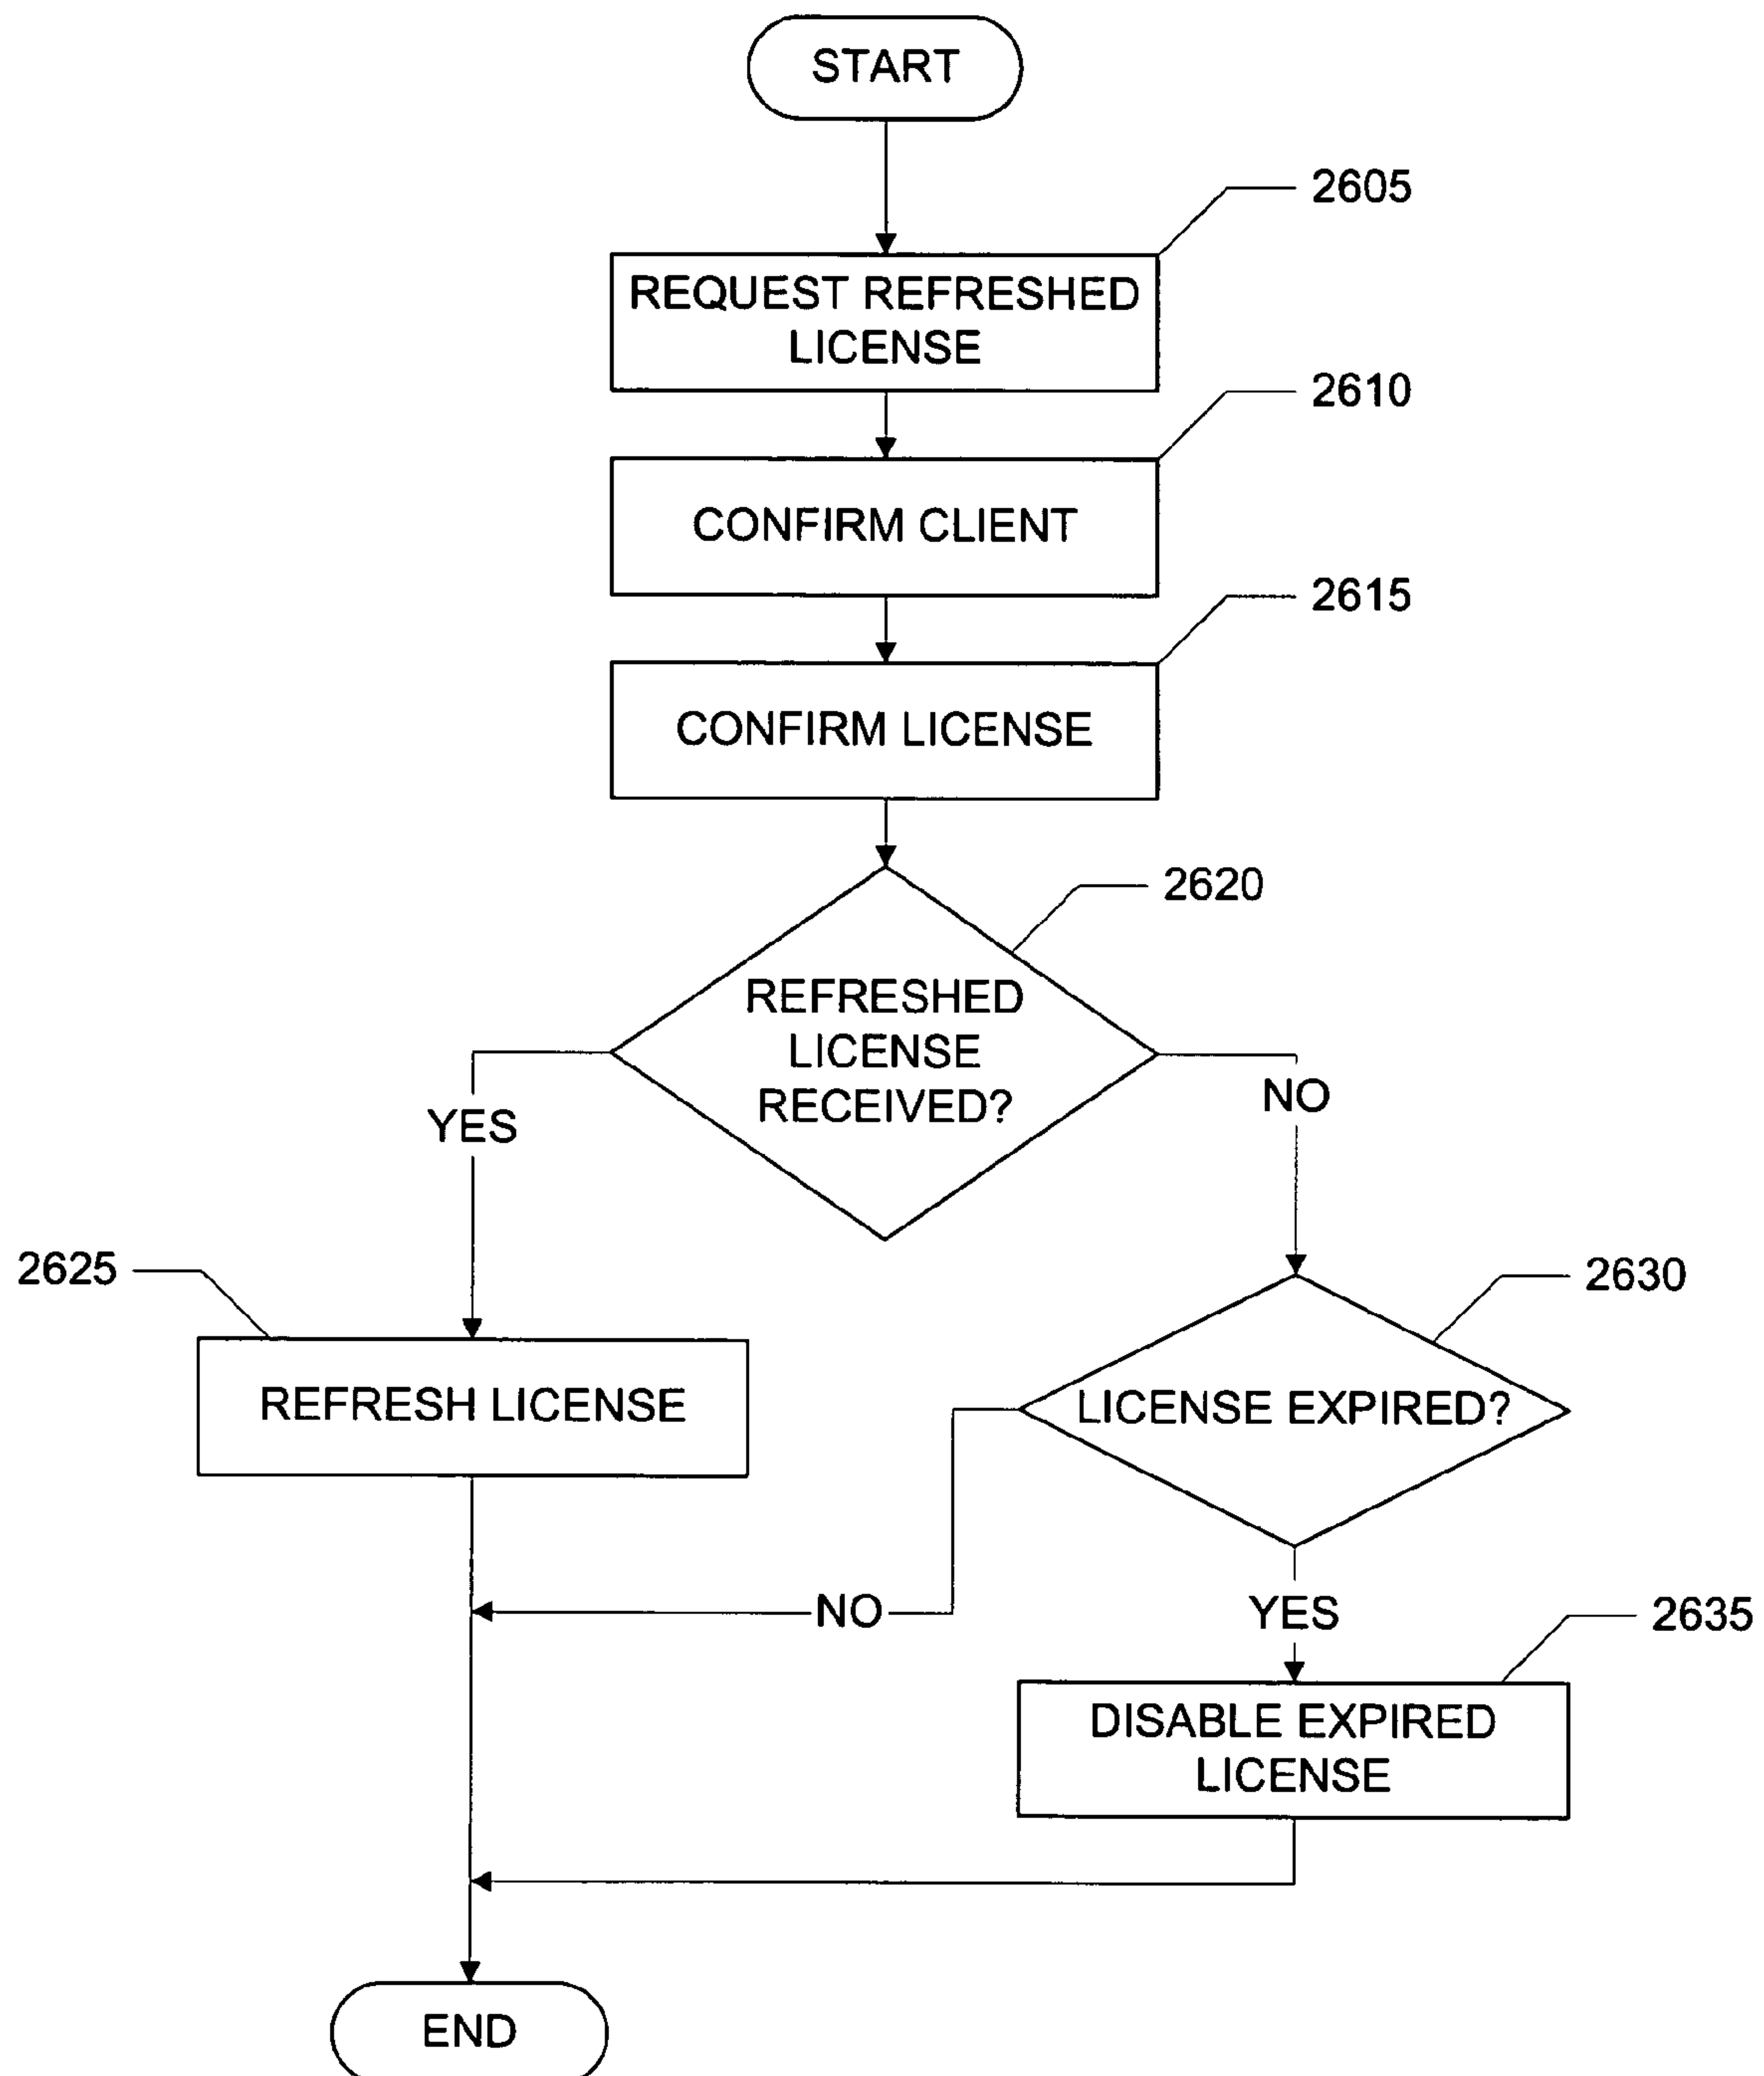 START
2605
REQUEST REFRESHED
LICENSE
2610
CONFIRM CLIENT
2615
CONFIRM LICENSE
2620
REFRESHED
LICENSE
RECEIVED?
YES
NO
2625
2630
REFRESH LICENSE
LICENSE EXPIRED?
NO
YES
2635
DISABLE EXPIRED
LICENSE
END